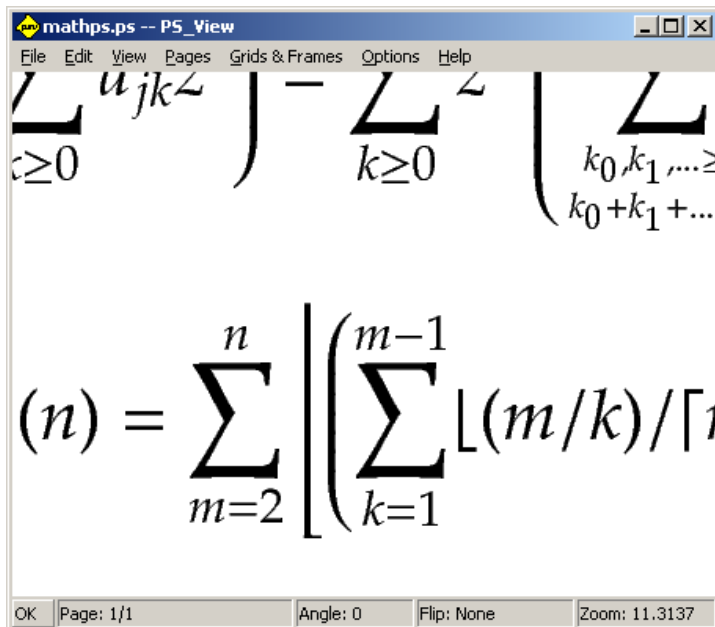 mathps.ps -- PS_View
File Edit View Pages Grids & Frames Options Help
∑ u_{jk} z ) = ∑ z ( ∑
k≥0 k≥0 k_0,k_1,...≥
k_0+k_1+...
n m−1
(n) = ∑ ⌊ ( ∑ ⌊(m/k)/⌈
m=2 k=1
OK Page: 1/1 Angle: 0 Flip: None Zoom: 11.3137